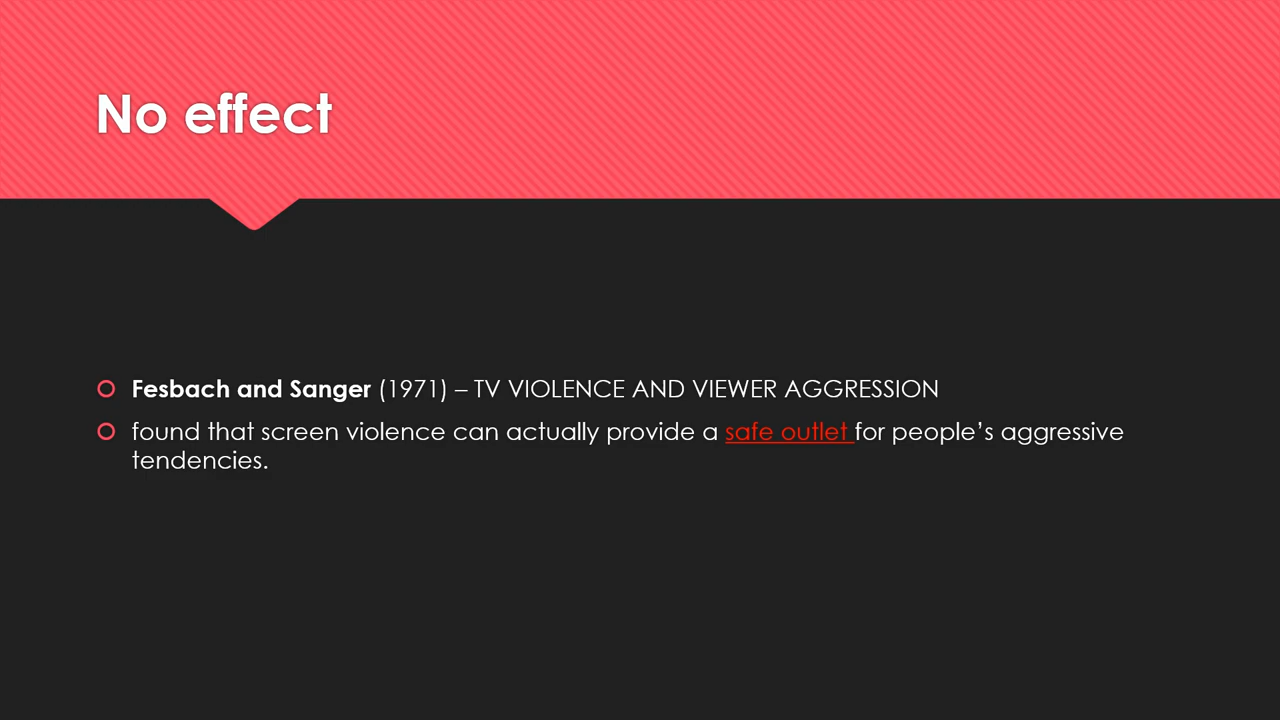 No effect
Fesbach and Sanger (1971) – TV VIOLENCE AND VIEWER AGGRESSION
found that screen violence can actually provide a safe outlet for people’s aggressive
tendencies.